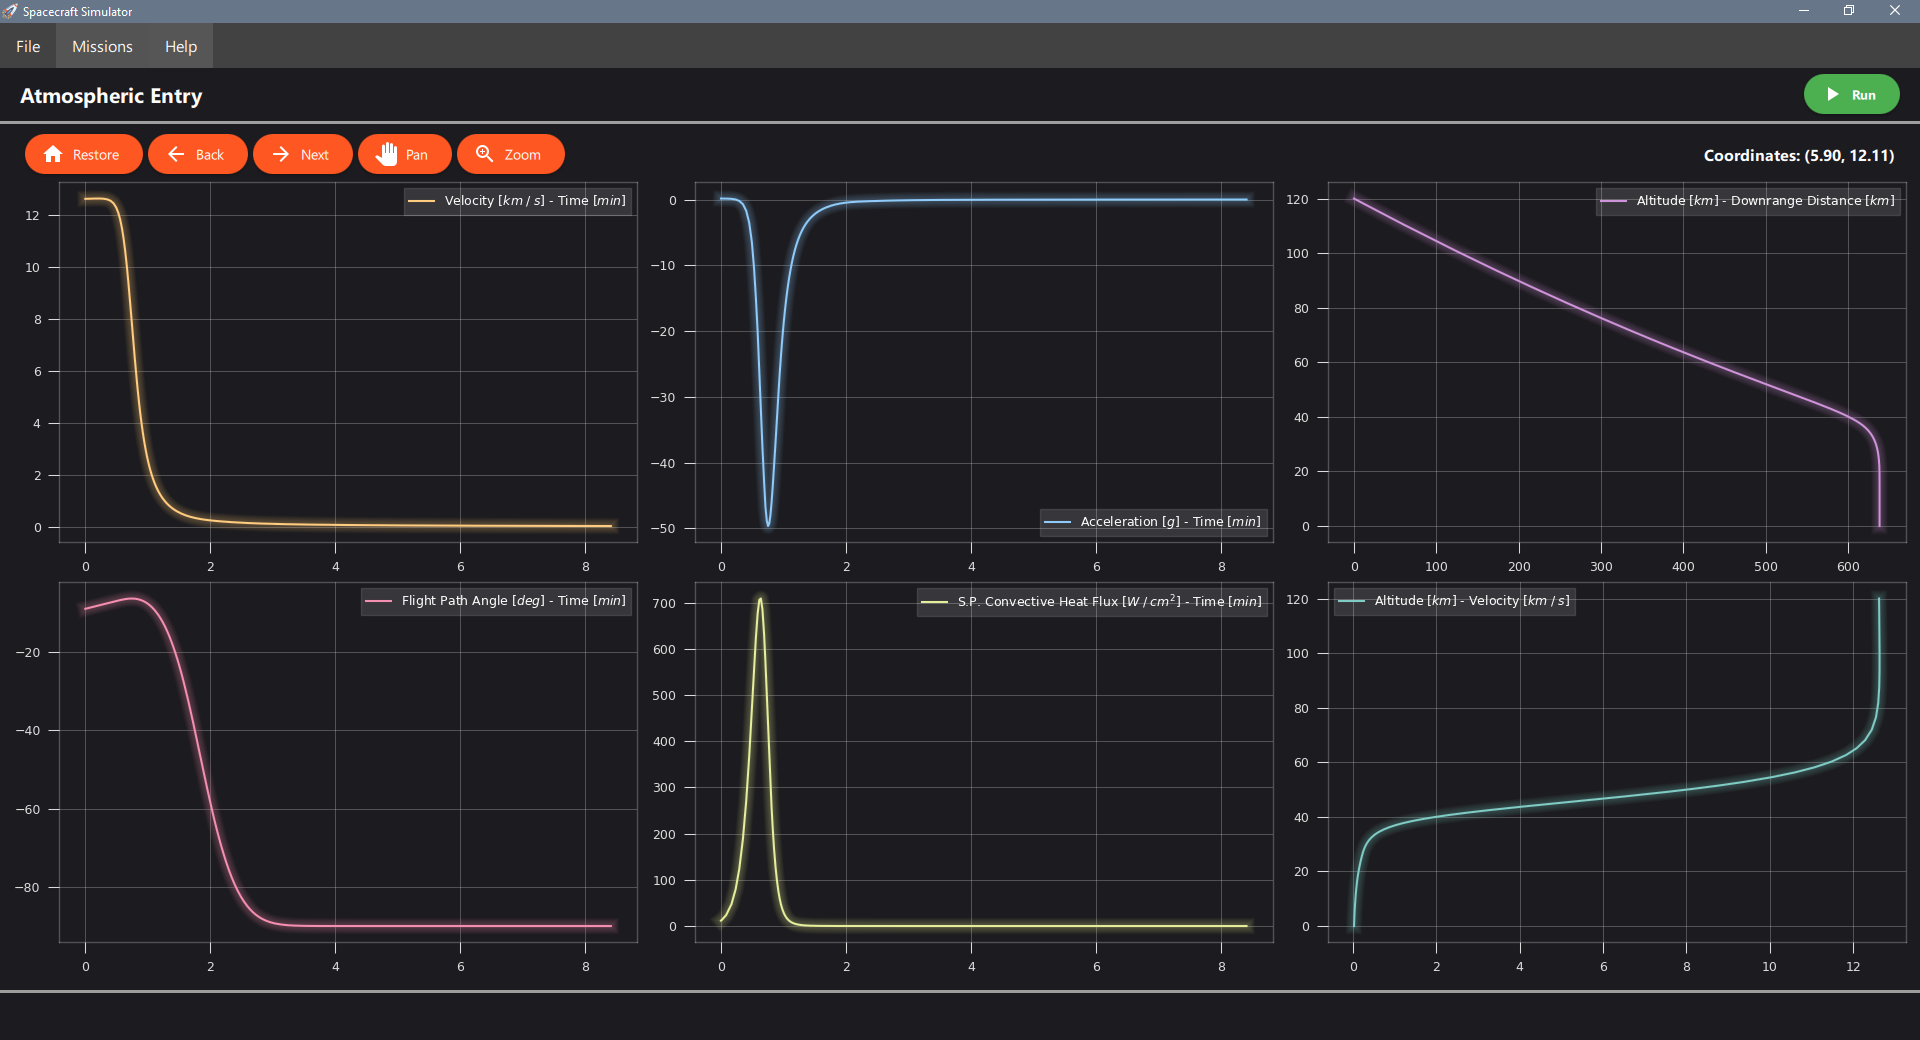 Spacecraft Simulator
File Missions Help
Atmospheric Entry
Run
Restore Back Next Pan Zoom
Coordinates: (5.90, 12.11)
Velocity [km / s] - Time [min]
12
10
8
6
4
2
0
0 2 4 6 8
Acceleration [g] - Time [min]
0
−10
−20
−30
−40
−50
0 2 4 6 8
Altitude [km] - Downrange Distance [km]
120
100
80
60
40
20
0
0 100 200 300 400 500 600
Flight Path Angle [deg] - Time [min]
−20
−40
−60
−80
0 2 4 6 8
S.P. Convective Heat Flux [W / cm²] - Time [min]
700
600
500
400
300
200
100
0
0 2 4 6 8
Altitude [km] - Velocity [km / s]
120
100
80
60
40
20
0
0 2 4 6 8 10 12